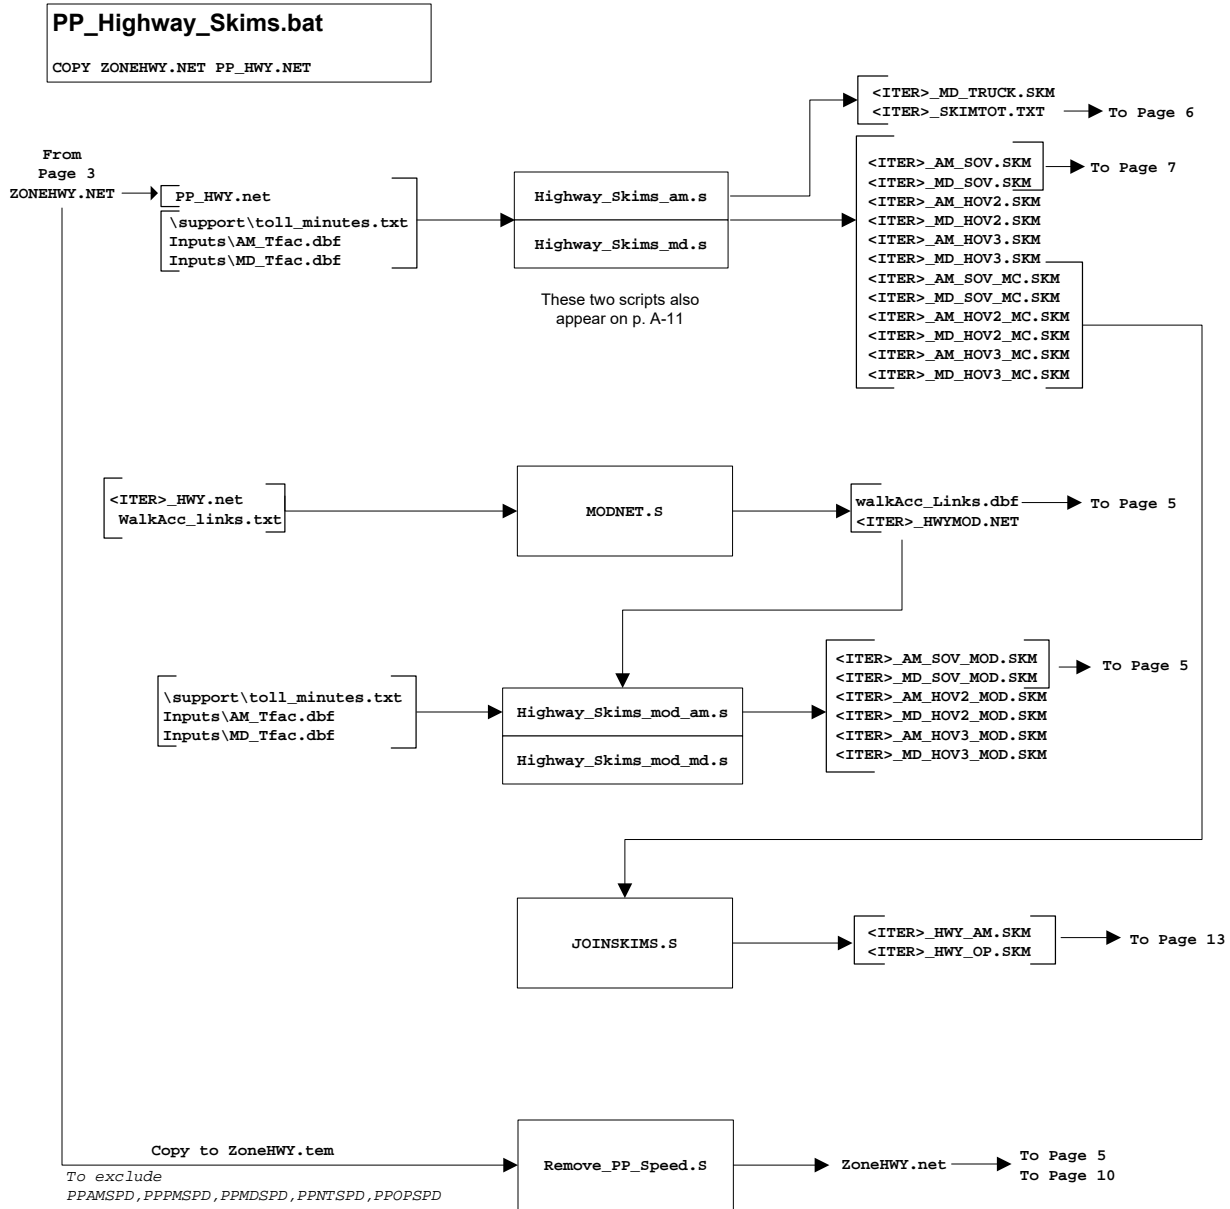 PP_Highway_Skims.bat
COPY ZONEHWY.NET PP_HWY.NET
<ITER>_MD_TRUCK.SKM
<ITER>_SKIMTOT.TXT
To Page 6
From
Page 3
ZONEHWY.NET
PP_HWY.net
\support\toll_minutes.txt
Inputs\AM_Tfac.dbf
Inputs\MD_Tfac.dbf
Highway_Skims_am.s
Highway_Skims_md.s
These two scripts also
appear on p. A-11
<ITER>_AM_SOV.SKM
<ITER>_MD_SOV.SKM
<ITER>_AM_HOV2.SKM
<ITER>_MD_HOV2.SKM
<ITER>_AM_HOV3.SKM
<ITER>_MD_HOV3.SKM
<ITER>_AM_SOV_MC.SKM
<ITER>_MD_SOV_MC.SKM
<ITER>_AM_HOV2_MC.SKM
<ITER>_MD_HOV2_MC.SKM
<ITER>_AM_HOV3_MC.SKM
<ITER>_MD_HOV3_MC.SKM
To Page 7
<ITER>_HWY.net
WalkAcc_links.txt
MODNET.S
walkAcc_Links.dbf
<ITER>_HWYMOD.NET
To Page 5
\support\toll_minutes.txt
Inputs\AM_Tfac.dbf
Inputs\MD_Tfac.dbf
Highway_Skims_mod_am.s
Highway_Skims_mod_md.s
<ITER>_AM_SOV_MOD.SKM
<ITER>_MD_SOV_MOD.SKM
<ITER>_AM_HOV2_MOD.SKM
<ITER>_MD_HOV2_MOD.SKM
<ITER>_AM_HOV3_MOD.SKM
<ITER>_MD_HOV3_MOD.SKM
To Page 5
JOINSKIMS.S
<ITER>_HWY_AM.SKM
<ITER>_HWY_OP.SKM
To Page 13
Copy to ZoneHWY.tem
To exclude
PPAMSPD,PPPMSPD,PPMDSPD,PPNTSPD,PPOPSPD
Remove_PP_Speed.S
ZoneHWY.net
To Page 5
To Page 10